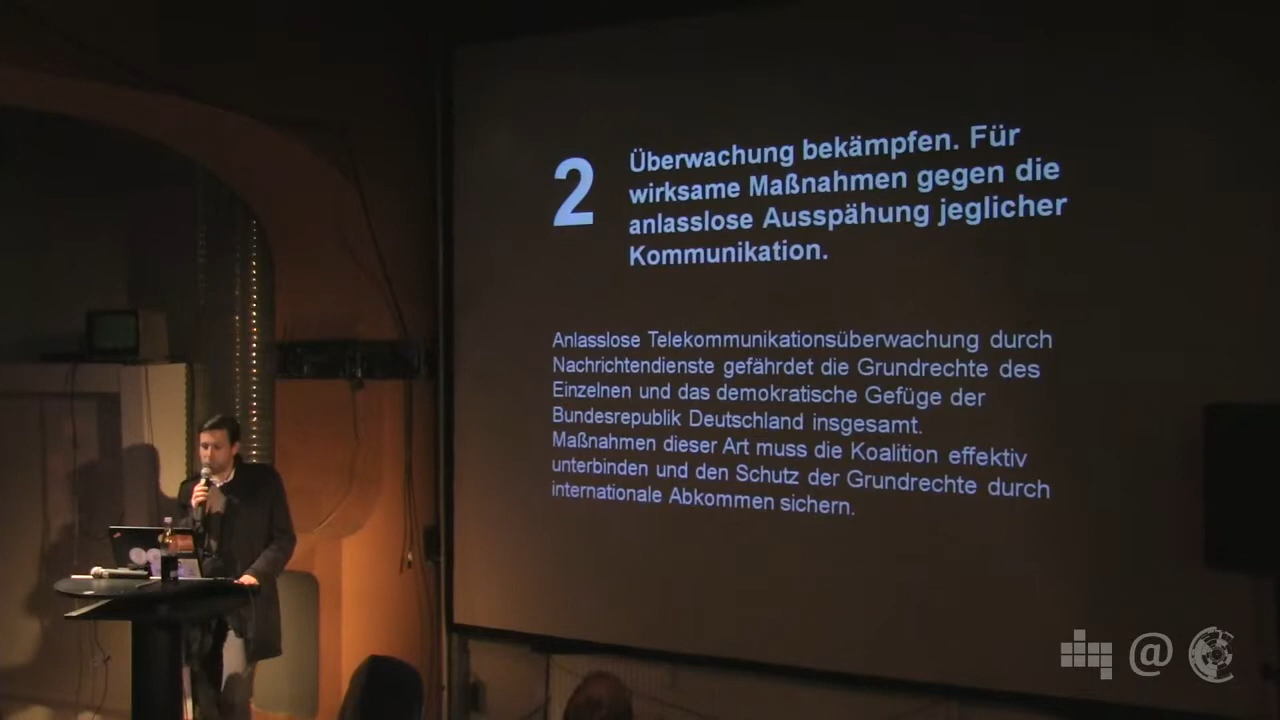 2
Überwachung bekämpfen. Für
wirksame Maßnahmen gegen die
anlasslose Ausspähung jeglicher
Kommunikation.
Anlasslose Telekommunikationsüberwachung durch
Nachrichtendienste gefährdet die Grundrechte des
Einzelnen und das demokratische Gefüge der
Bundesrepublik Deutschland insgesamt.
Maßnahmen dieser Art muss die Koalition effektiv
unterbinden und den Schutz der Grundrechte durch
internationale Abkommen sichern.
@